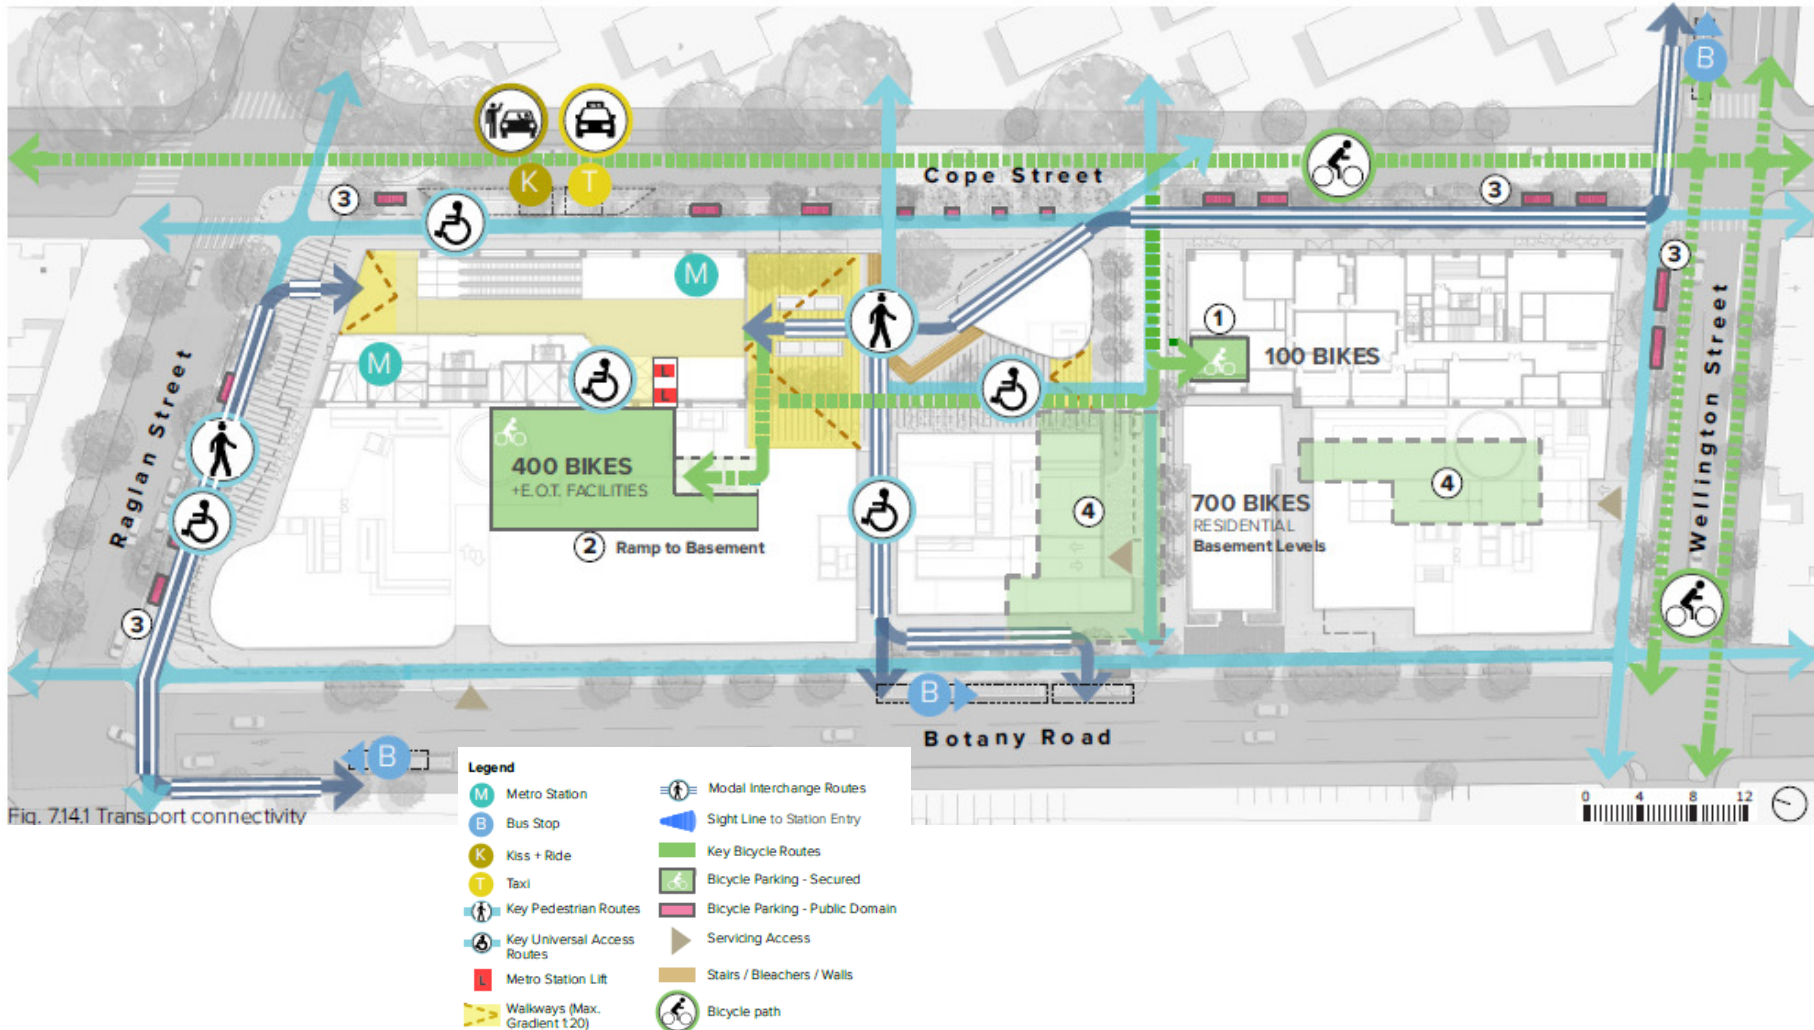 B
K
T
Cope Street
3
3
3
M
M
L
L
1
100 BIKES
Raglan Street
Wellington Street
400 BIKES
+E.O.T. FACILITIES
2 Ramp to Basement
4
700 BIKES
RESIDENTIAL
Basement Levels
4
3
B
Botany Road
B
Fig. 7.14.1 Transport connectivity
0 4 8 12
Legend
M Metro Station
B Bus Stop
K Kiss + Ride
T Taxi
Key Pedestrian Routes
Key Universal Access
Routes
L Metro Station Lift
Walkways (Max.
Gradient 1:20)
Modal Interchange Routes
Sight Line to Station Entry
Key Bicycle Routes
Bicycle Parking - Secured
Bicycle Parking - Public Domain
Servicing Access
Stairs / Bleachers / Walls
Bicycle path